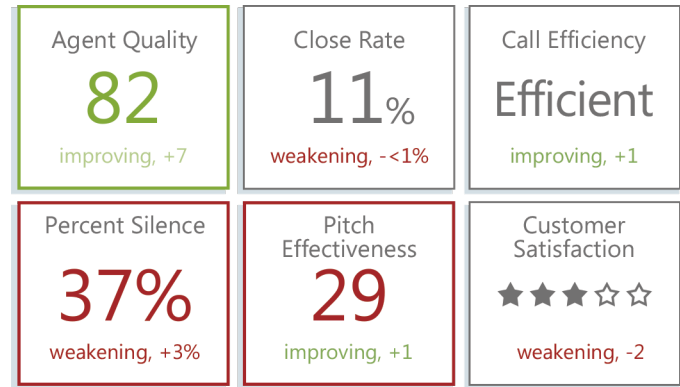 Agent Quality
82
improving, +7
Close Rate
11%
weakening, -<1%
Call Efficiency
Efficient
improving, +1
Percent Silence
37%
weakening, +3%
Pitch
Effectiveness
29
improving, +1
Customer
Satisfaction
weakening, -2